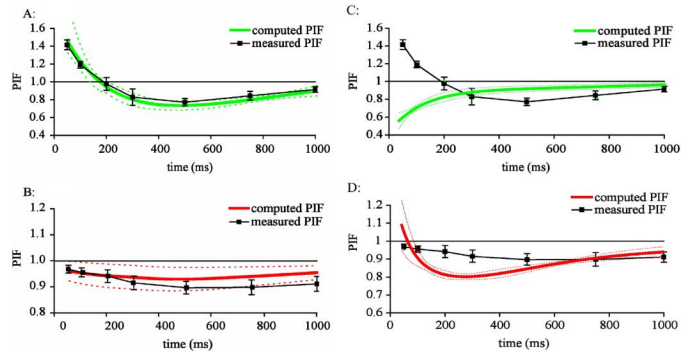 A:
1.6
1.4
1.2
1.0
0.8
0.6
0.4
PIF
computed PIF
measured PIF
0 200 400 600 800 1000
time (ms)
C:
1.6
1.4
1.2
1
0.8
0.6
0.4
PIF
computed PIF
measured PIF
0 200 400 600 800 1000
time (ms)
B:
1.2
1.1
1.0
0.9
0.8
PIF
computed PIF
measured PIF
0 200 400 600 800 1000
time (ms)
D:
1.3
1.2
1.1
1
0.9
0.8
0.7
0.6
PIF
computed PIF
measured PIF
0 200 400 600 800 1000
time (ms)